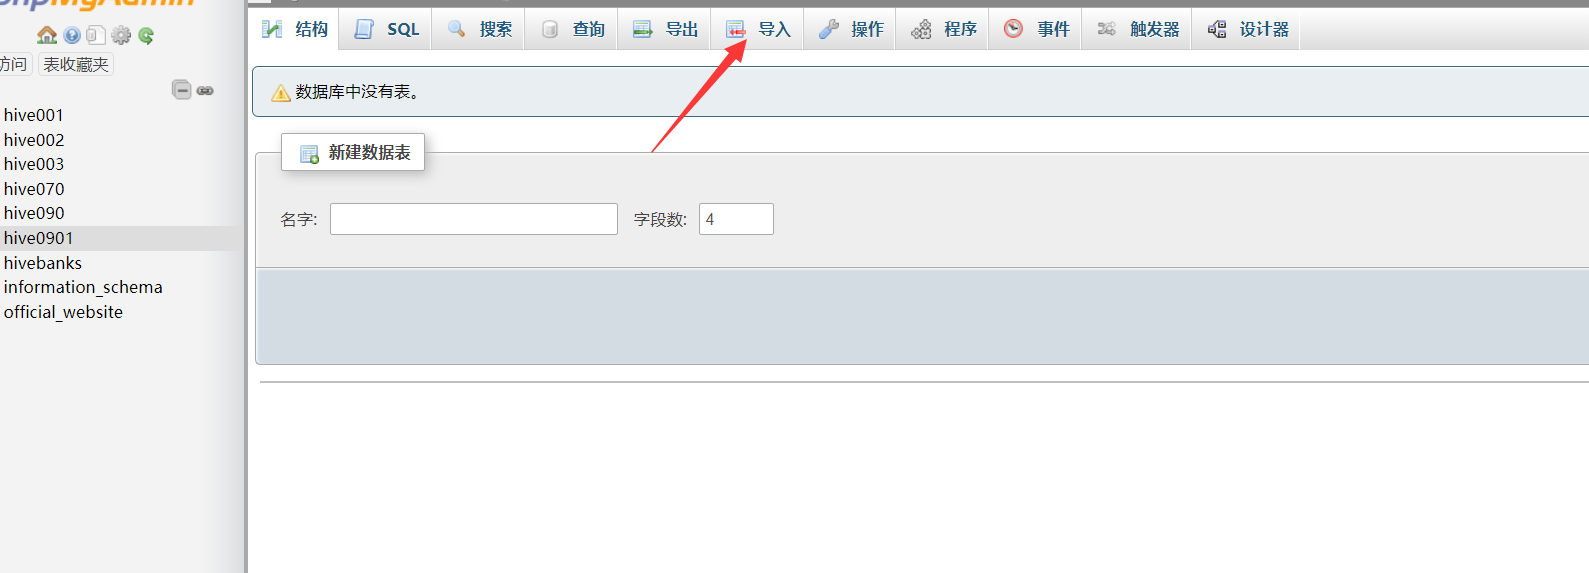 phpMyAdmin
结构 SQL 搜索 查询 导出 导入 操作 程序 事件 触发器 设计器
访问 表收藏夹
hive001
hive002
hive003
hive070
hive090
hive0901
hivebanks
information_schema
official_website
数据库中没有表。
新建数据表
名字: 字段数: 4